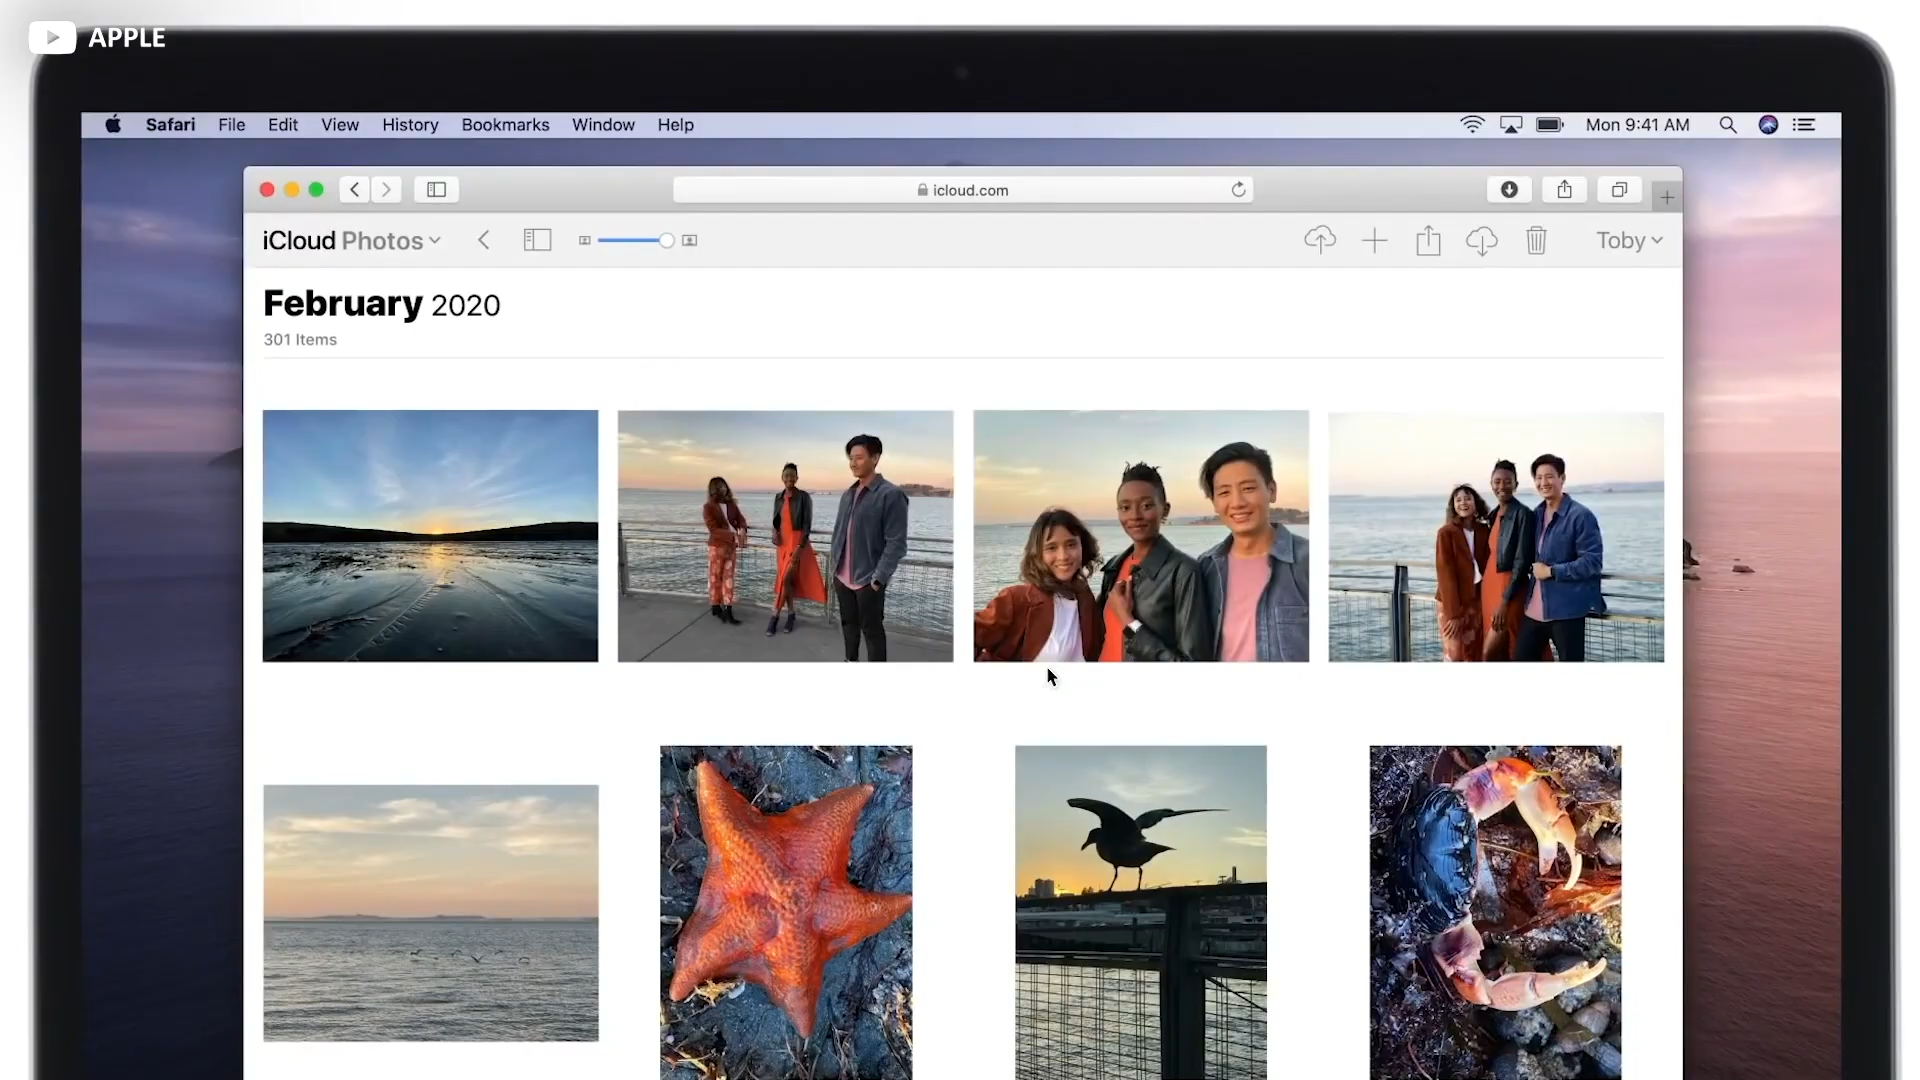 APPLE
Safari File Edit View History Bookmarks Window Help Mon 9:41 AM
icloud.com
iCloud Photos Toby
February 2020
301 Items